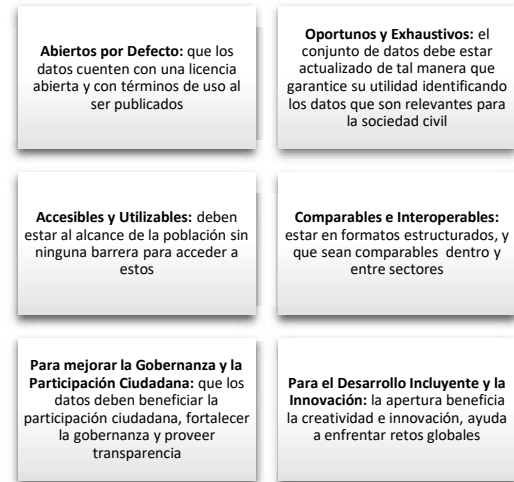 Abiertos por Defecto: que los
datos cuenten con una licencia
abierta y con términos de uso al
ser publicados
Oportunos y Exhaustivos: el
conjunto de datos debe estar
actualizado de tal manera que
garantice su utilidad identificando
los datos que son relevantes para
la sociedad civil
Accesibles y Utilizables: deben
estar al alcance de la población sin
ninguna barrera para acceder a
estos
Comparables e Interoperables:
estar en formatos estructurados, y
que sean comparables dentro y
entre sectores
Para mejorar la Gobernanza y la
Participación Ciudadana: que los
datos deben beneficiar la
participación ciudadana, fortalecer
la gobernanza y proveer
transparencia
Para el Desarrollo Incluyente y la
Innovación: la apertura beneficia
la creatividad e innovación, ayuda
a enfrentar retos globales